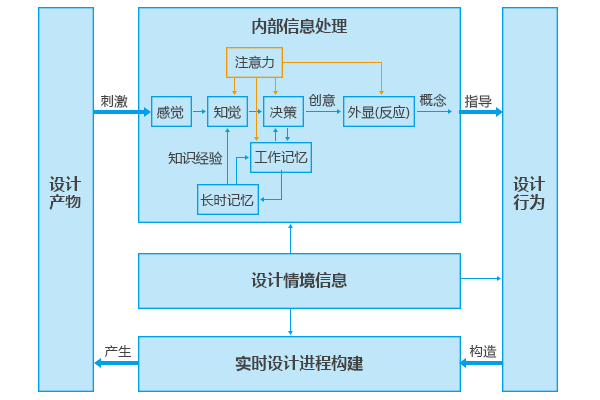 内部信息处理
注意力
刺激
感觉
知觉
决策
创意
外显(反应)
概念
指导
知识经验
工作记忆
长时记忆
设计
产物
设计
行为
设计情境信息
产生
实时设计进程构建
构造